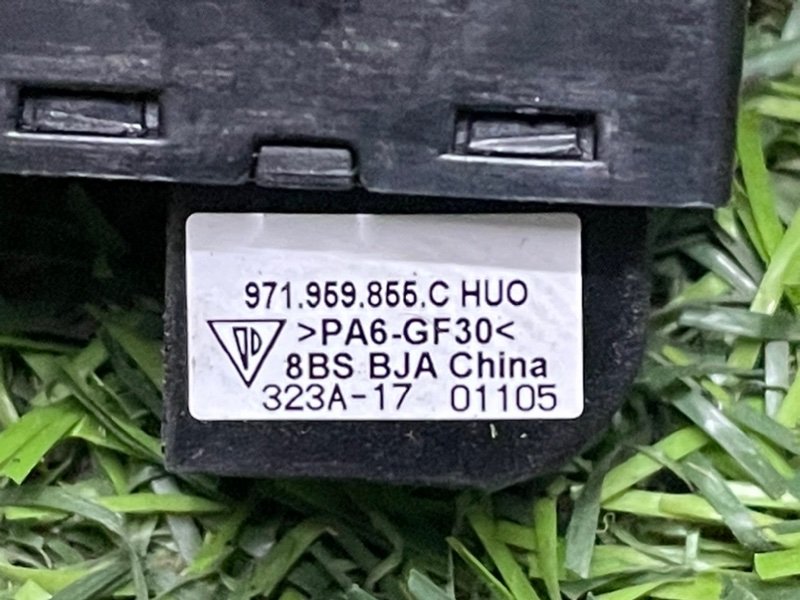 971.959.855.C HUO
>PA6-GF30<
8BS BJA China
323A-17 01105